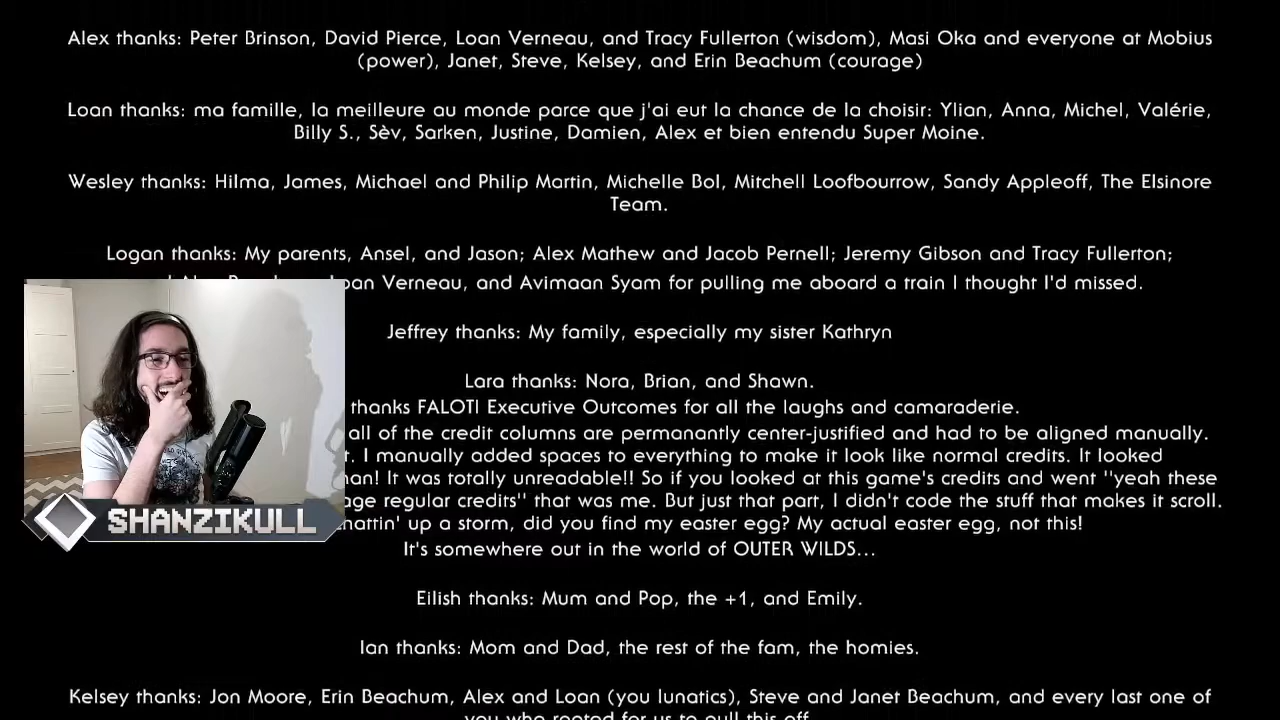 Alex thanks: Peter Brinson, David Pierce, Loan Verneau, and Tracy Fullerton (wisdom), Masi Oka and everyone at Mobius
(power), Janet, Steve, Kelsey, and Erin Beachum (courage)
Loan thanks: ma famille, la meilleure au monde parce que j'ai eut la chance de la choisir: Ylian, Anna, Michel, Valérie,
Billy S., Sèv, Sarken, Justine, Damien, Alex et bien entendu Super Moine.
Wesley thanks: Hilma, James, Michael and Philip Martin, Michelle Bol, Mitchell Loofbourrow, Sandy Appleoff, The Elsinore
Team.
Logan thanks: My parents, Ansel, and Jason; Alex Mathew and Jacob Pernell; Jeremy Gibson and Tracy Fullerton;
Verneau, and Avimaan Syam for pulling me aboard a train I thought I'd missed.
Jeffrey thanks: My family, especially my sister Kathryn
Lara thanks: Nora, Brian, and Shawn.
thanks FALOTI Executive Outcomes for all the laughs and camaraderie.
all of the credit columns are permanantly center-justified and had to be aligned manually.
I manually added spaces to everything to make it look like normal credits. It looked
It was totally unreadable!! So if you looked at this game's credits and went "yeah these
regular credits" that was me. But just that part, I didn't code the stuff that makes it scroll.
up a storm, did you find my easter egg? My actual easter egg, not this!
It's somewhere out in the world of OUTER WILDS...
SHANZIKULL
Eilish thanks: Mum and Pop, the +1, and Emily.
Ian thanks: Mom and Dad, the rest of the fam, the homies.
Kelsey thanks: Jon Moore, Erin Beachum, Alex and Loan (you lunatics), Steve and Janet Beachum, and every last one of
you who rooted for us to pull this off